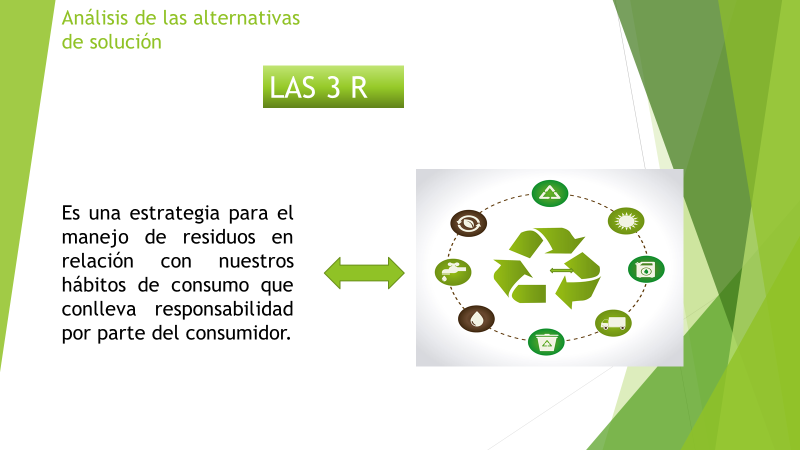 Análisis de las alternativas
de solución
LAS 3 R
Es una estrategia para el
manejo de residuos en
relación con nuestros
hábitos de consumo que
conlleva responsabilidad
por parte del consumidor.